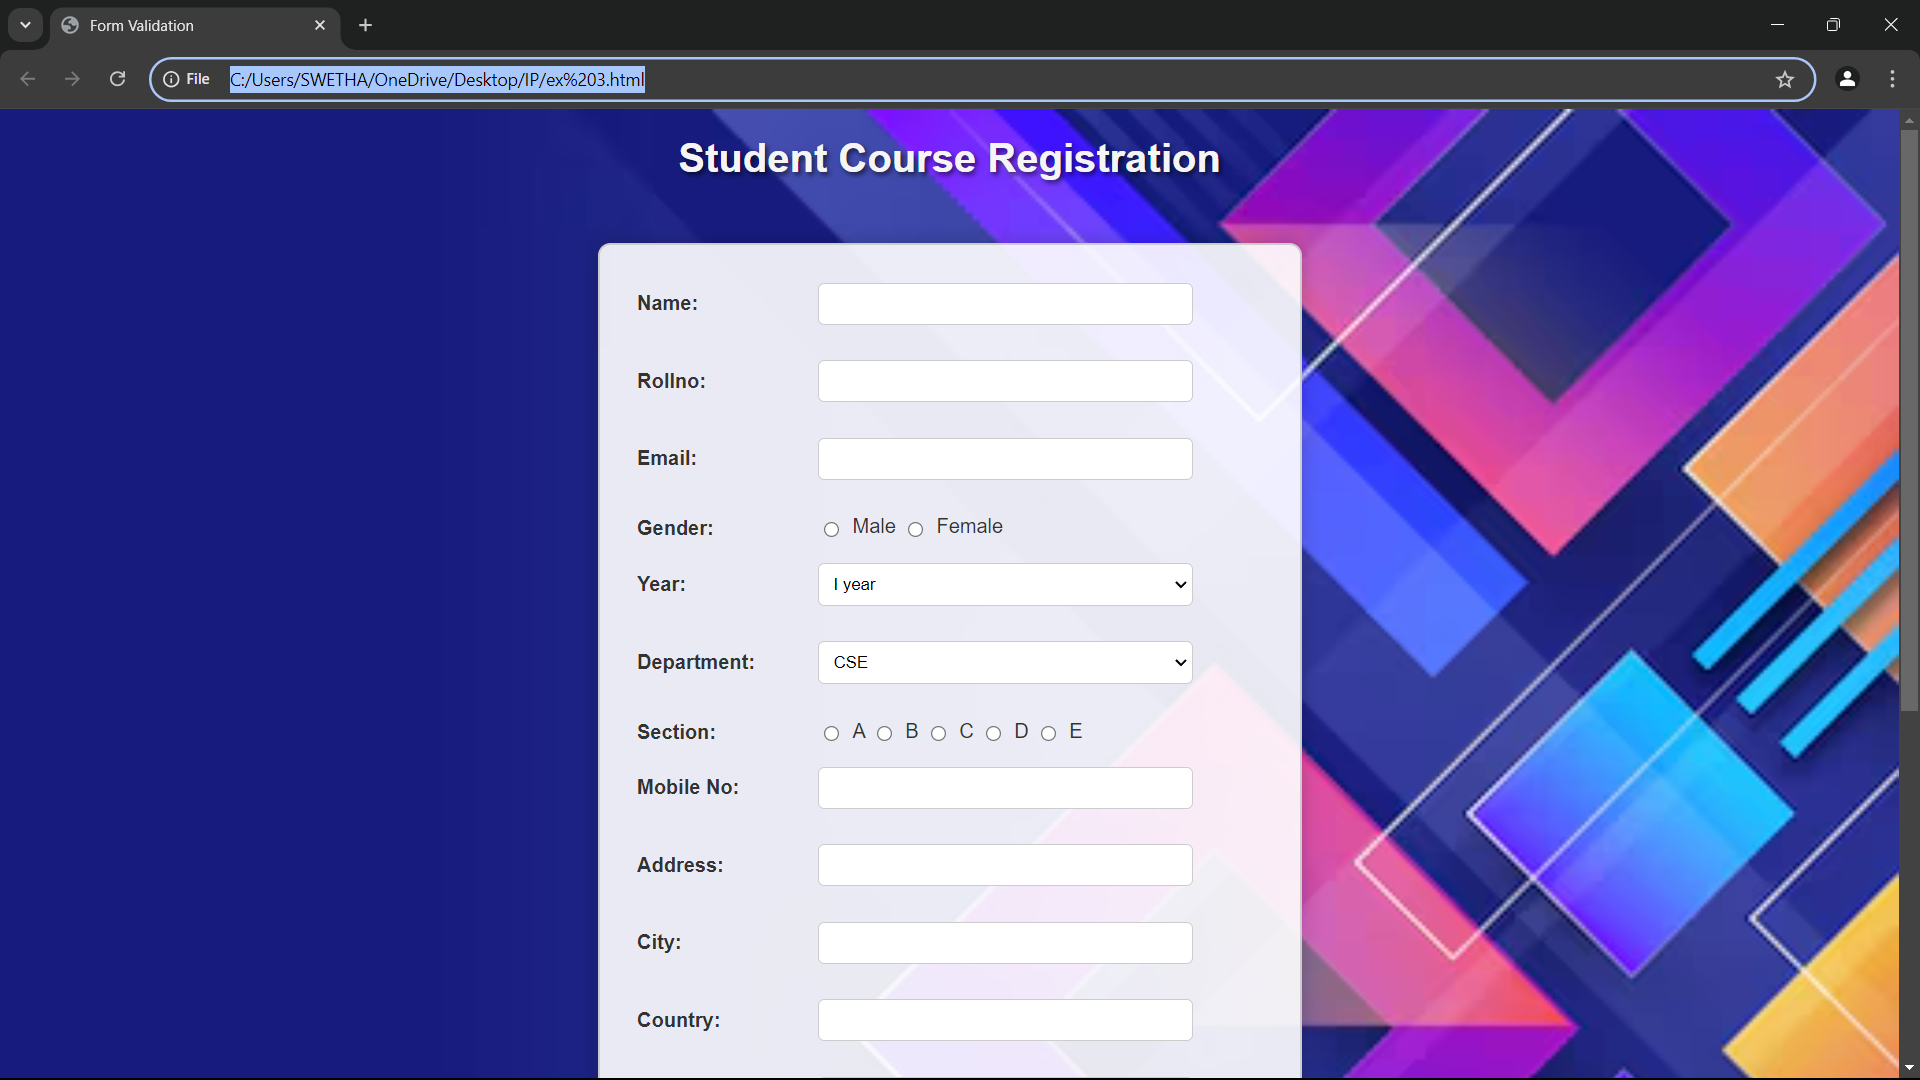 Form Validation
File C:/Users/SWETHA/OneDrive/Desktop/IP/ex%203.html
Student Course Registration
Name:
Rollno:
Email:
Gender: Male Female
Year: I year
Department: CSE
Section: A B C D E
Mobile No:
Address:
City:
Country: